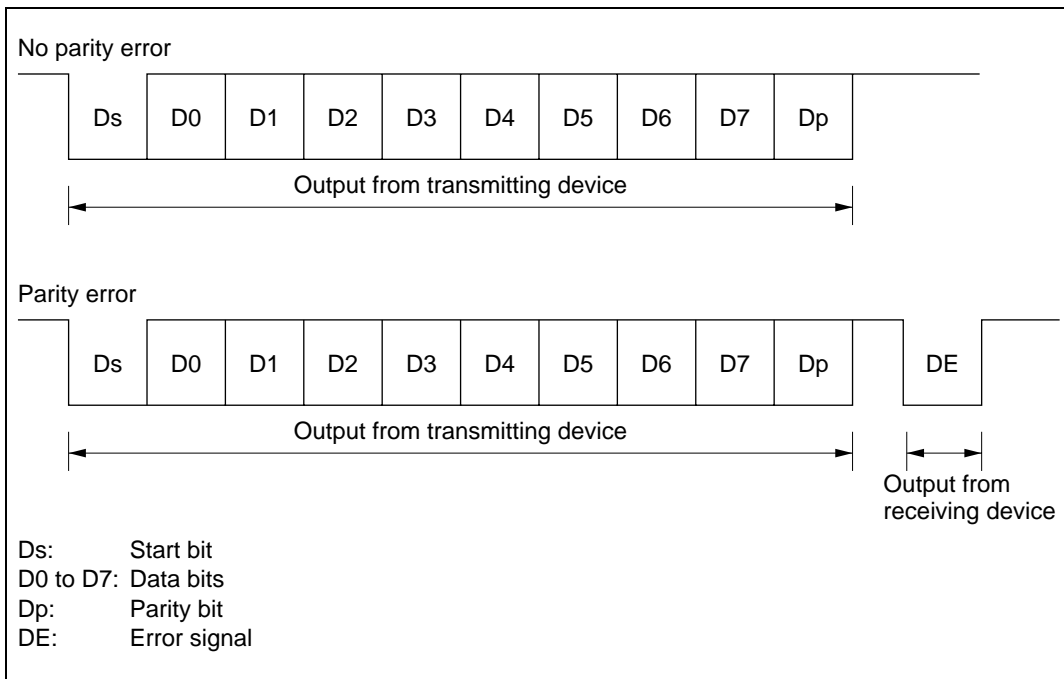 No parity error
Ds D0 D1 D2 D3 D4 D5 D6 D7 Dp
Output from transmitting device
Parity error
Ds D0 D1 D2 D3 D4 D5 D6 D7 Dp DE
Output from transmitting device
Output from
receiving device
Ds: Start bit
D0 to D7: Data bits
Dp: Parity bit
DE: Error signal